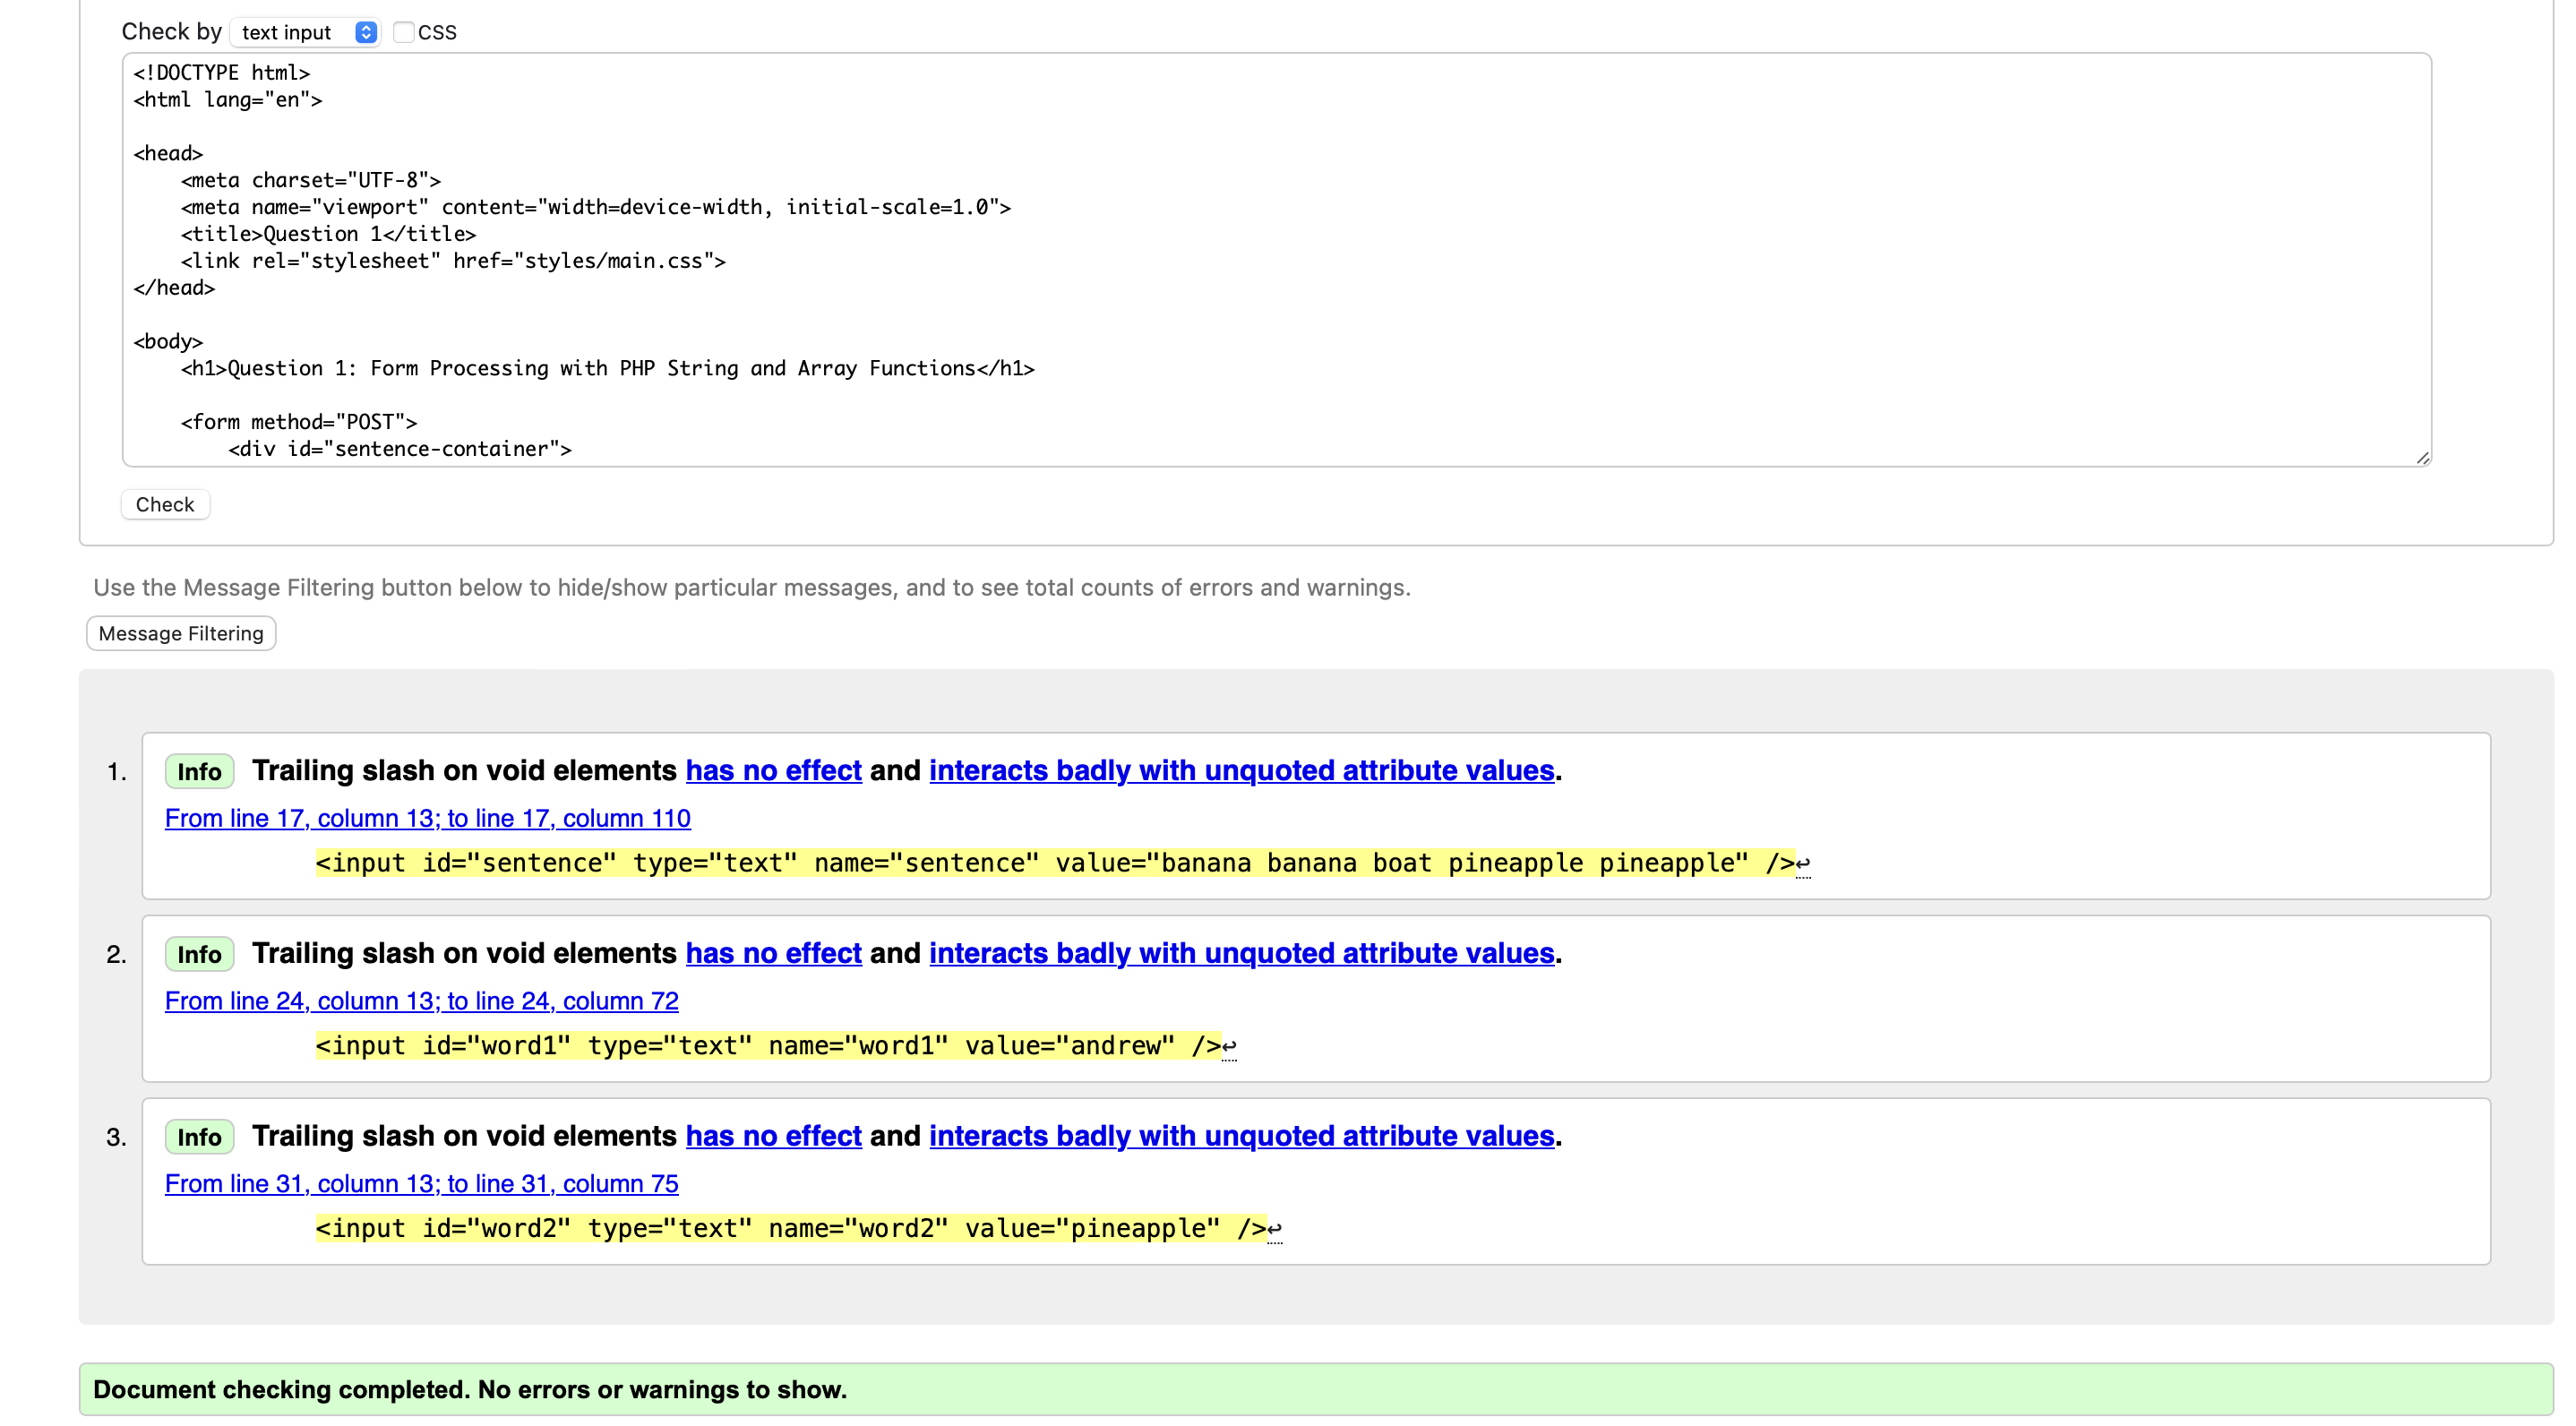 Check by text input CSS
<!DOCTYPE html>
<html lang="en">
<head>
<meta charset="UTF-8">
<meta name="viewport" content="width=device-width, initial-scale=1.0">
<title>Question 1</title>
<link rel="stylesheet" href="styles/main.css">
</head>
<body>
<h1>Question 1: Form Processing with PHP String and Array Functions</h1>
<form method="POST">
<div id="sentence-container">
Check
Use the Message Filtering button below to hide/show particular messages, and to see total counts of errors and warnings.
Message Filtering
1. Info Trailing slash on void elements has no effect and interacts badly with unquoted attribute values.
From line 17, column 13; to line 17, column 110
<input id="sentence" type="text" name="sentence" value="banana banana boat pineapple pineapple" />↩
2. Info Trailing slash on void elements has no effect and interacts badly with unquoted attribute values.
From line 24, column 13; to line 24, column 72
<input id="word1" type="text" name="word1" value="andrew" />↩
3. Info Trailing slash on void elements has no effect and interacts badly with unquoted attribute values.
From line 31, column 13; to line 31, column 75
<input id="word2" type="text" name="word2" value="pineapple" />↩
Document checking completed. No errors or warnings to show.